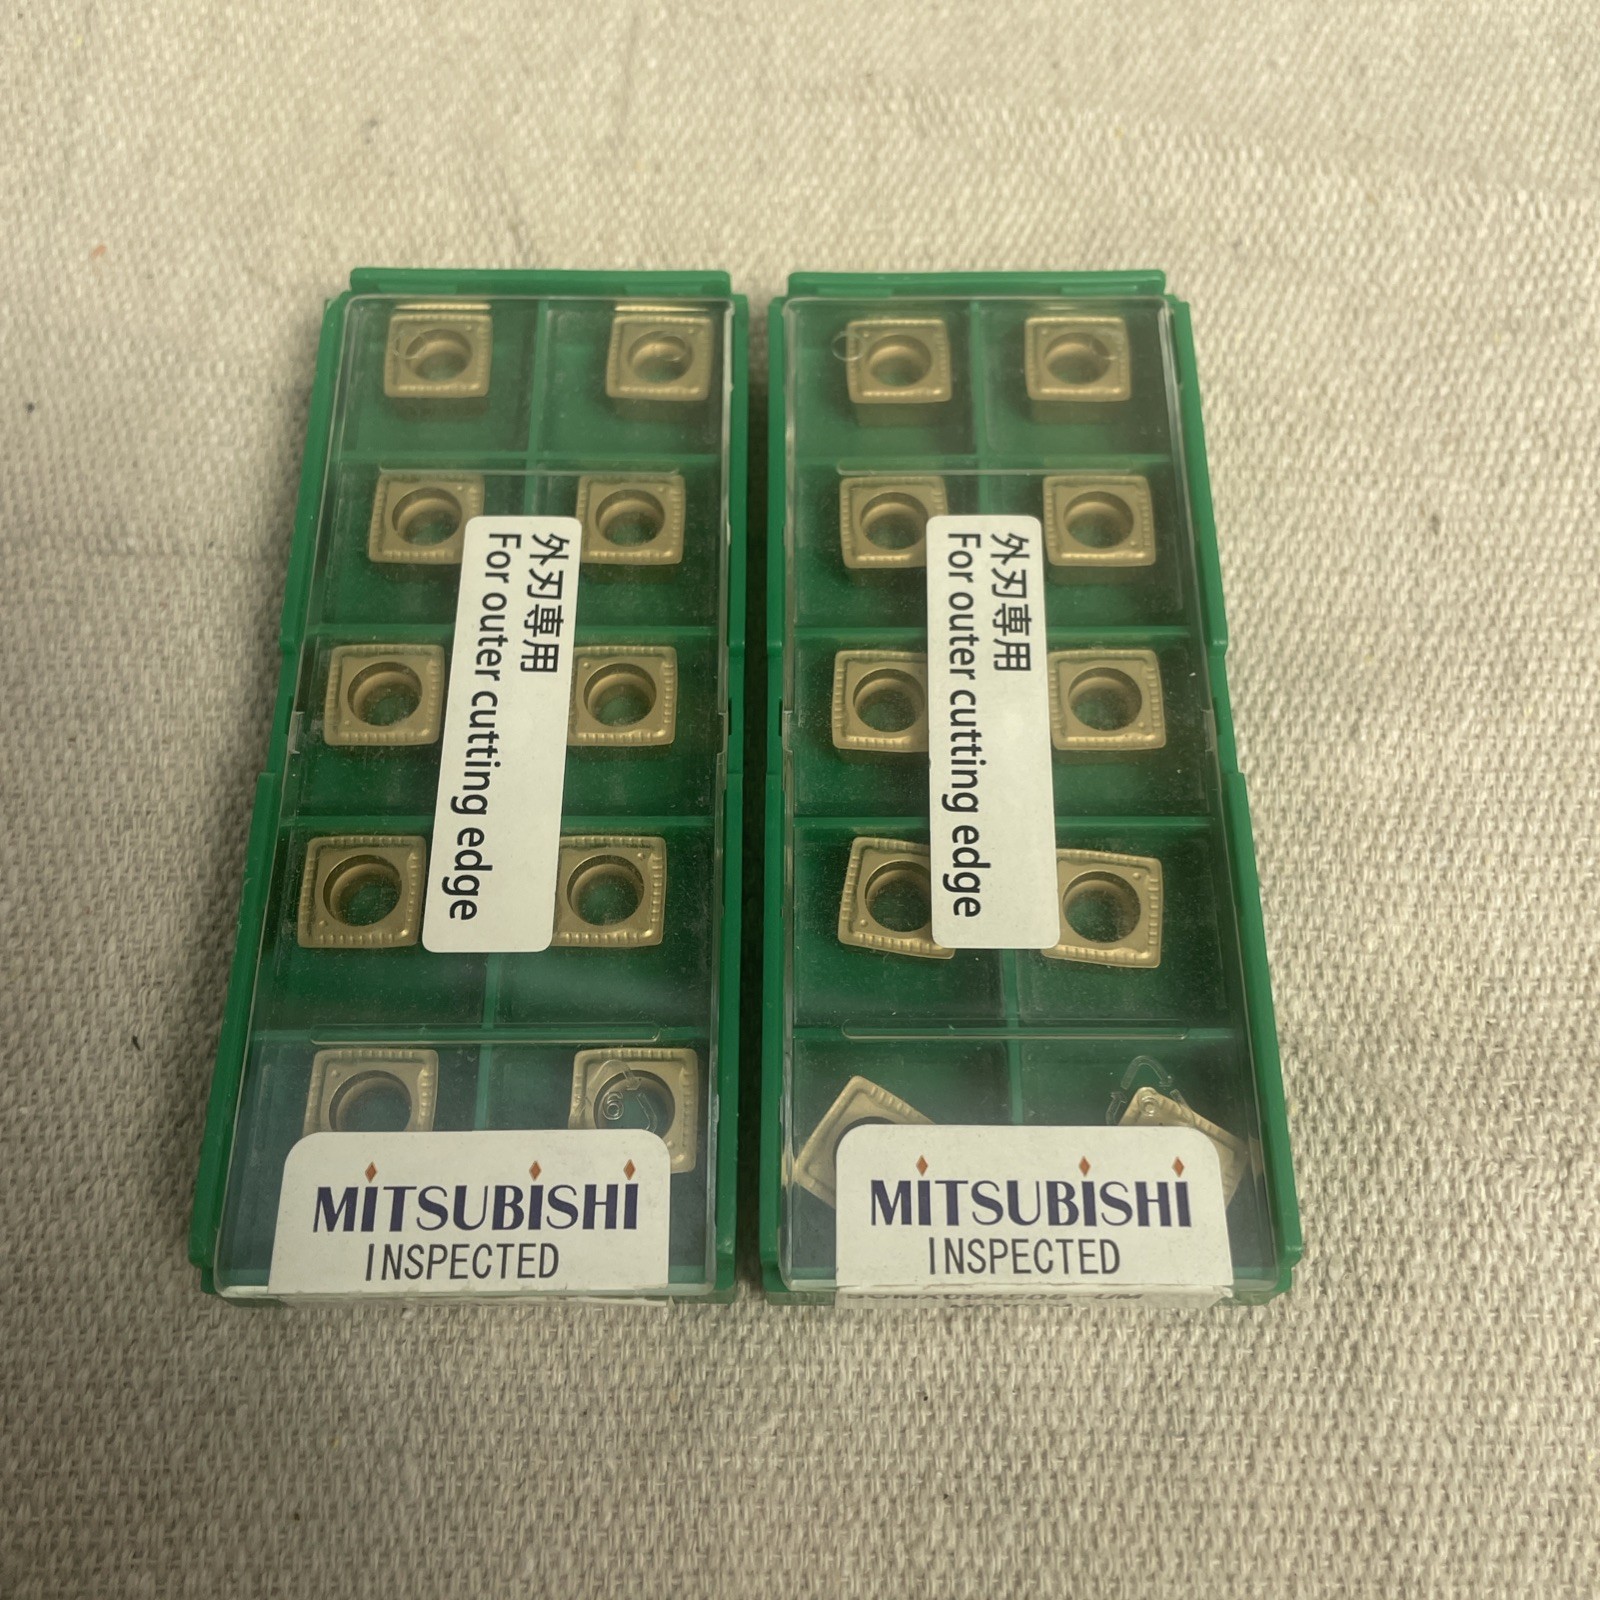 外刃専用
For outer cutting edge
MITSUBISHI
INSPECTED
外刃専用
For outer cutting edge
MITSUBISHI
INSPECTED